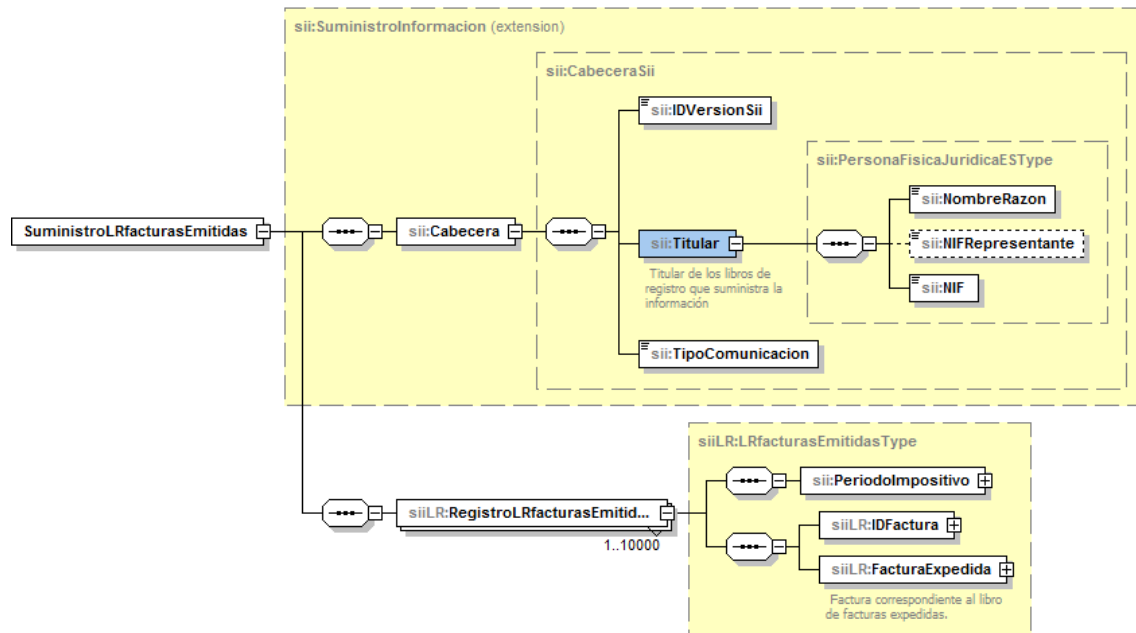 sii:SuministroInformacion (extension)
sii:CabeceraSii
sii:IDVersionSii
sii:PersonaFisicaJuridicaESType
sii:NombreRazon
SuministroLRfacturasEmitidas
sii:Cabecera
sii:Titular
sii:NIFRepresentante
Titular de los libros de
registro que suministra la
información
sii:NIF
sii:TipoComunicacion
siiLR:LRfacturasEmitidasType
sii:PeriodoImpositivo
siiLR:RegistroLRfacturasEmitid...
1..10000
siiLR:IDFactura
siiLR:FacturaExpedida
Factura correspondiente al libro
de facturas expedidas.